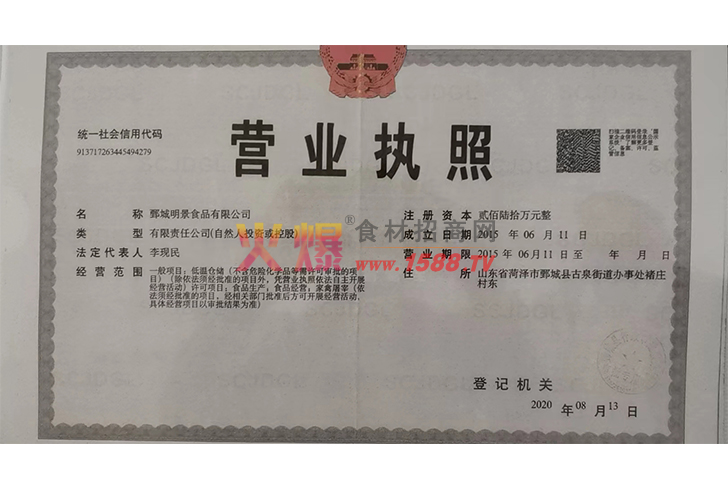 统一社会信用代码
913717263445494279
营业执照
扫描二维码登录"国
家企业信用信息公示
系统"了解更多登
记、备案、许可、监
管信息
名 称 鄄城明景食品有限公司
类 型 有限责任公司(自然人投资或控股)
法定代表人 李现民
经营范围 一般项目：低温仓储（不含危险化学品等需许可审批的项
目）（除依法须经批准的项目外，凭营业执照依法自主开展
经营活动）许可项目：食品生产；食品经营；家禽屠宰（依
法须经批准的项目，经相关部门批准后方可开展经营活动，
具体经营项目以审批结果为准）
注册资本 贰佰陆拾万元整
成立日期 2015 年 06 月 11 日
营业期限 2015 年 06 月 11 日至 年 月 日
住所 山东省菏泽市鄄城县古泉街道办事处褚庄
村东
火爆®食材招商网
www.1588.TV
登记机关
2020 年 08 月 13 日